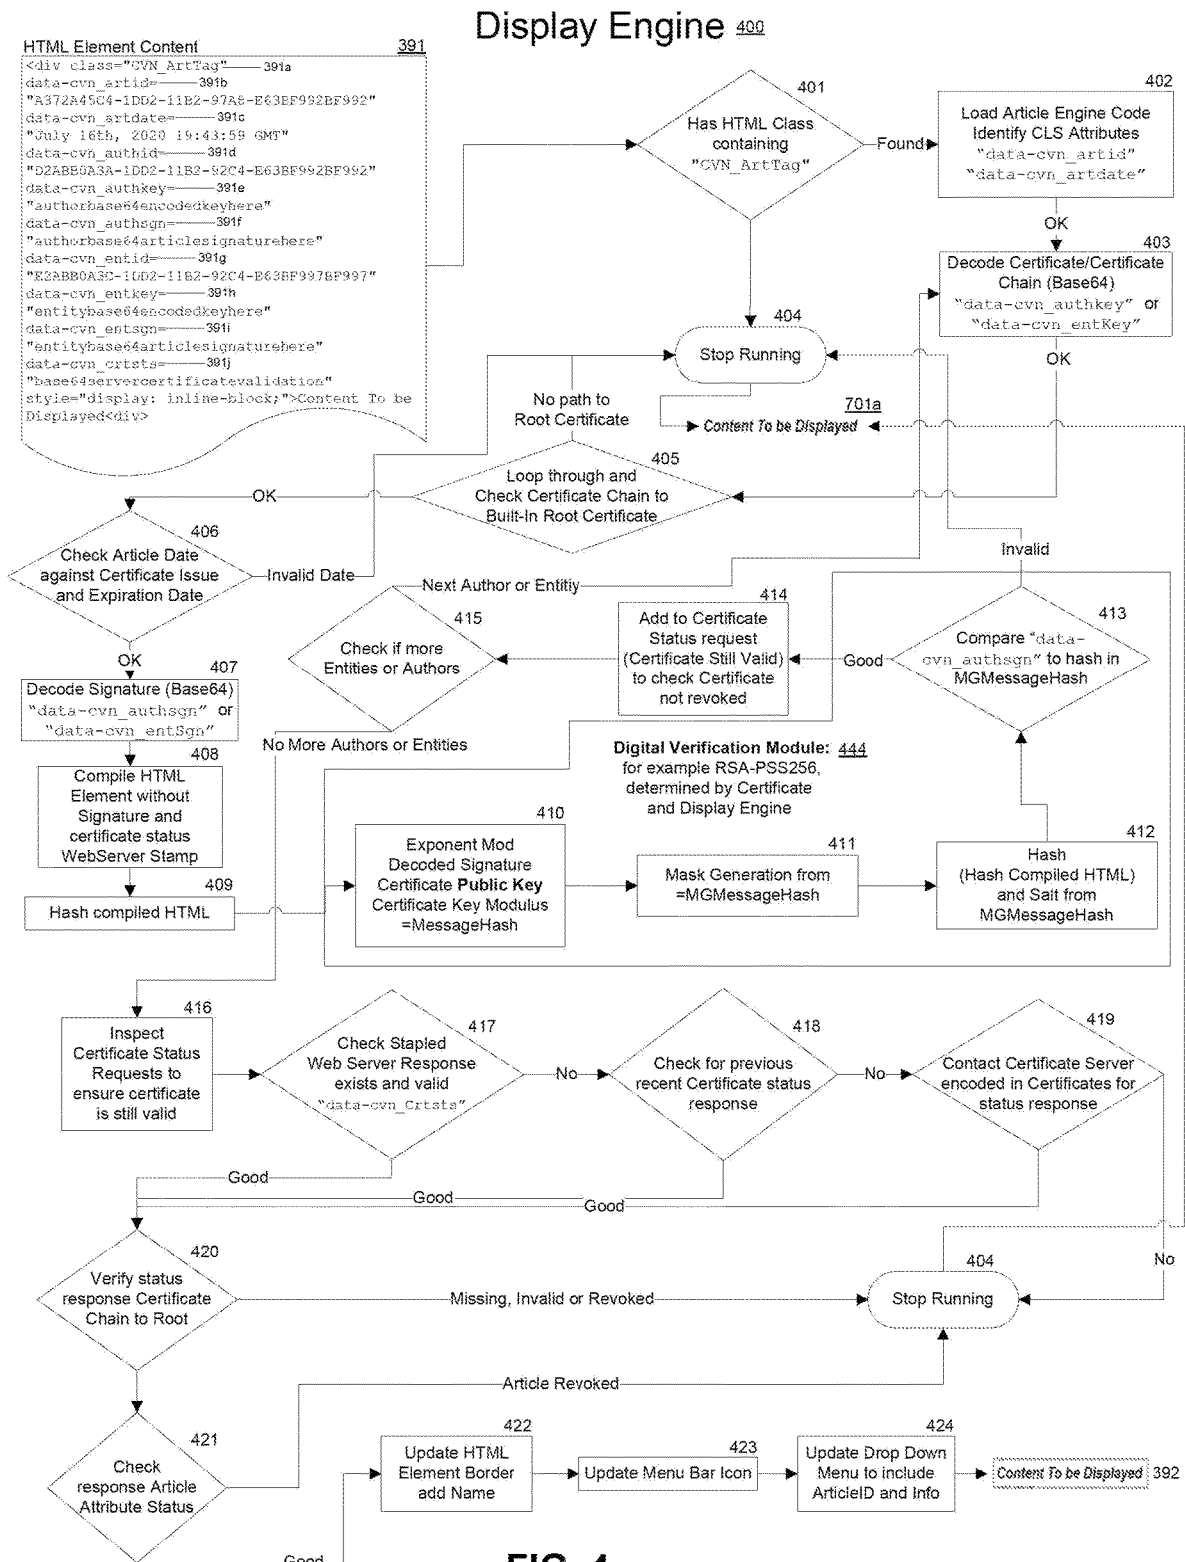 Display Engine 400
HTML Element Content 391
<div class="CVN_ArtTag" 391a
data-cvn_artid= 391b
"A372A45C4-1DD2-11B2-97A8-E63BF992BF992"
data-cvn_artdate= 391c
"July 16th, 2020 19:43:59 GMT"
data-cvn_authid= 391d
"D2ABB0A3A-1DD2-11B2-92C4-E63BF992BF992"
data-cvn_authkey= 391e
"authorbase64encodedkeyhere"
data-cvn_authsgn= 391f
"authorbase64articlesignaturehere"
data-cvn_entid= 391g
"E2ABB0A3C-1DD2-11B2-92C4-E63BF997BF997"
data-cvn_entkey= 391h
"entitybase64encodedkeyhere"
data-cvn_entsgn= 391i
"entitybase64articlesignaturehere"
data-cvn_crtsts= 391j
"base64servercertificatevalidation"
style="display: inline-block;">Content To be
Displayed<div>
401
Has HTML Class
containing
"CVN_ArtTag"
Found
402
Load Article Engine Code
Identify CLS Attributes
"data-cvn_artid"
"data-cvn_artdate"
OK
403
Decode Certificate/Certificate
Chain (Base64)
"data-cvn_authkey" or
"data-cvn_entKey"
OK
404
Stop Running
701a
Content To be Displayed
No path to
Root Certificate
405
Loop through and
Check Certificate Chain to
Built-In Root Certificate
OK
406
Check Article Date
against Certificate Issue
and Expiration Date
Invalid Date
OK
407
Decode Signature (Base64)
"data-cvn_authsgn" or
"data-cvn_entSgn"
408
Compile HTML
Element without
Signature and
certificate status
WebServer Stamp
409
Hash compiled HTML
Next Author or Entity
415
Check if more
Entities or Authors
No More Authors or Entities
414
Add to Certificate
Status request
(Certificate Still Valid)
to check Certificate
not revoked
Good
Invalid
413
Compare "data-
cvn_authsgn" to hash in
MGMessageHash
Digital Verification Module: 444
for example RSA-PSS256,
determined by Certificate
and Display Engine
410
Exponent Mod
Decoded Signature
Certificate Public Key
Certificate Key Modulus
=MessageHash
411
Mask Generation from
=MGMessageHash
412
Hash
(Hash Compiled HTML)
and Salt from
MGMessageHash
416
Inspect
Certificate Status
Requests to
ensure certificate
is still valid
417
Check Stapled
Web Server Response
exists and valid
"data-cvn_Crtsts"
No
418
Check for previous
recent Certificate status
response
No
419
Contact Certificate Server
encoded in Certificates for
status response
Good
Good
Good
No
420
Verify status
response Certificate
Chain to Root
Missing, Invalid or Revoked
404
Stop Running
Article Revoked
421
Check
response Article
Attribute Status
Good
422
Update HTML
Element Border
add Name
423
Update Menu Bar Icon
424
Update Drop Down
Menu to include
ArticleID and Info
Content To be Displayed 392
FIG. 4